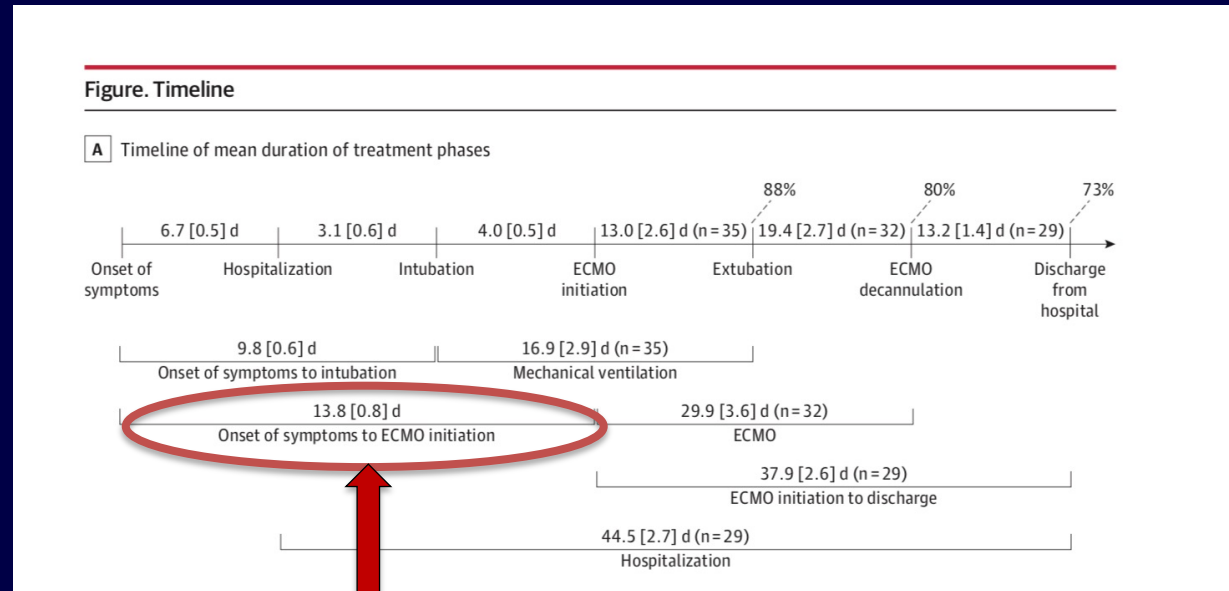 Figure. Timeline
A Timeline of mean duration of treatment phases
88% 80% 73%
6.7 [0.5] d 3.1 [0.6] d 4.0 [0.5] d 13.0 [2.6] d (n=35) 19.4 [2.7] d (n=32) 13.2 [1.4] d (n=29)
Onset of symptoms Hospitalization Intubation ECMO initiation Extubation ECMO decannulation Discharge from hospital
9.8 [0.6] d 16.9 [2.9] d (n=35)
Onset of symptoms to intubation Mechanical ventilation
13.8 [0.8] d 29.9 [3.6] d (n=32)
Onset of symptoms to ECMO initiation ECMO
37.9 [2.6] d (n=29)
ECMO initiation to discharge
44.5 [2.7] d (n=29)
Hospitalization